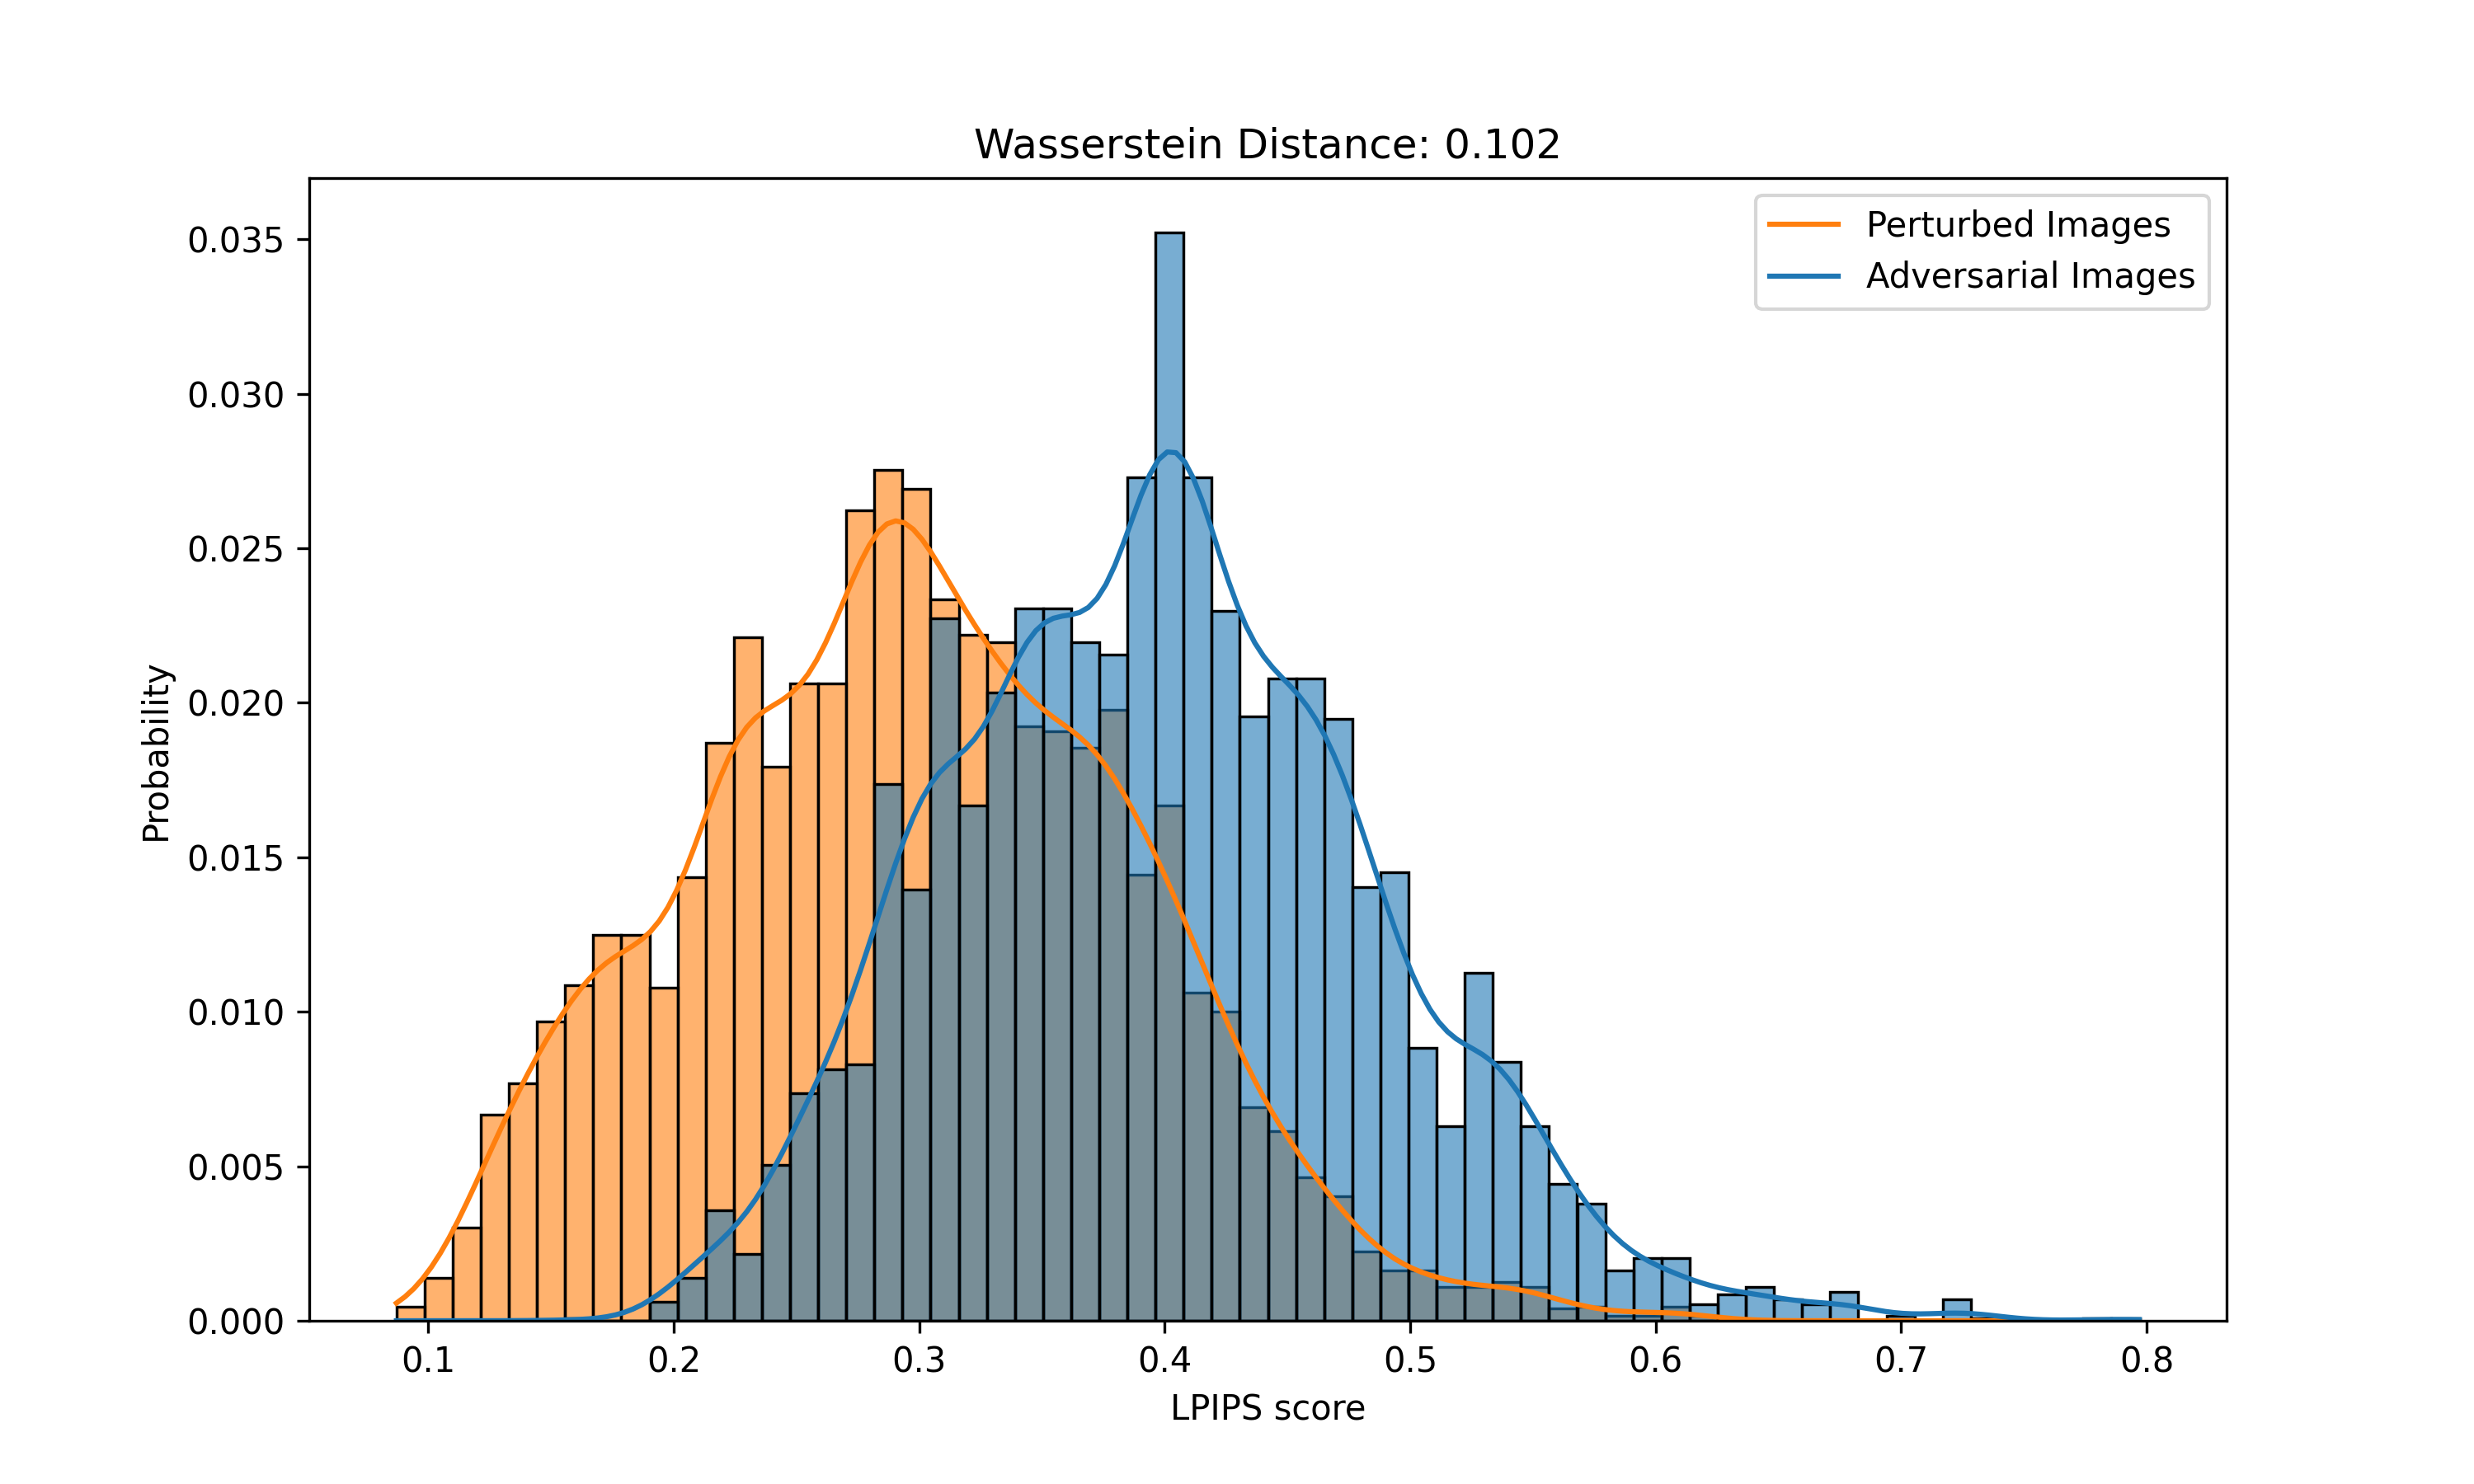 Wasserstein Distance: 0.102
Perturbed Images
Adversarial Images
0.035
0.030
0.025
0.020
0.015
0.010
0.005
0.000
Probability
0.1 0.2 0.3 0.4 0.5 0.6 0.7 0.8
LPIPS score